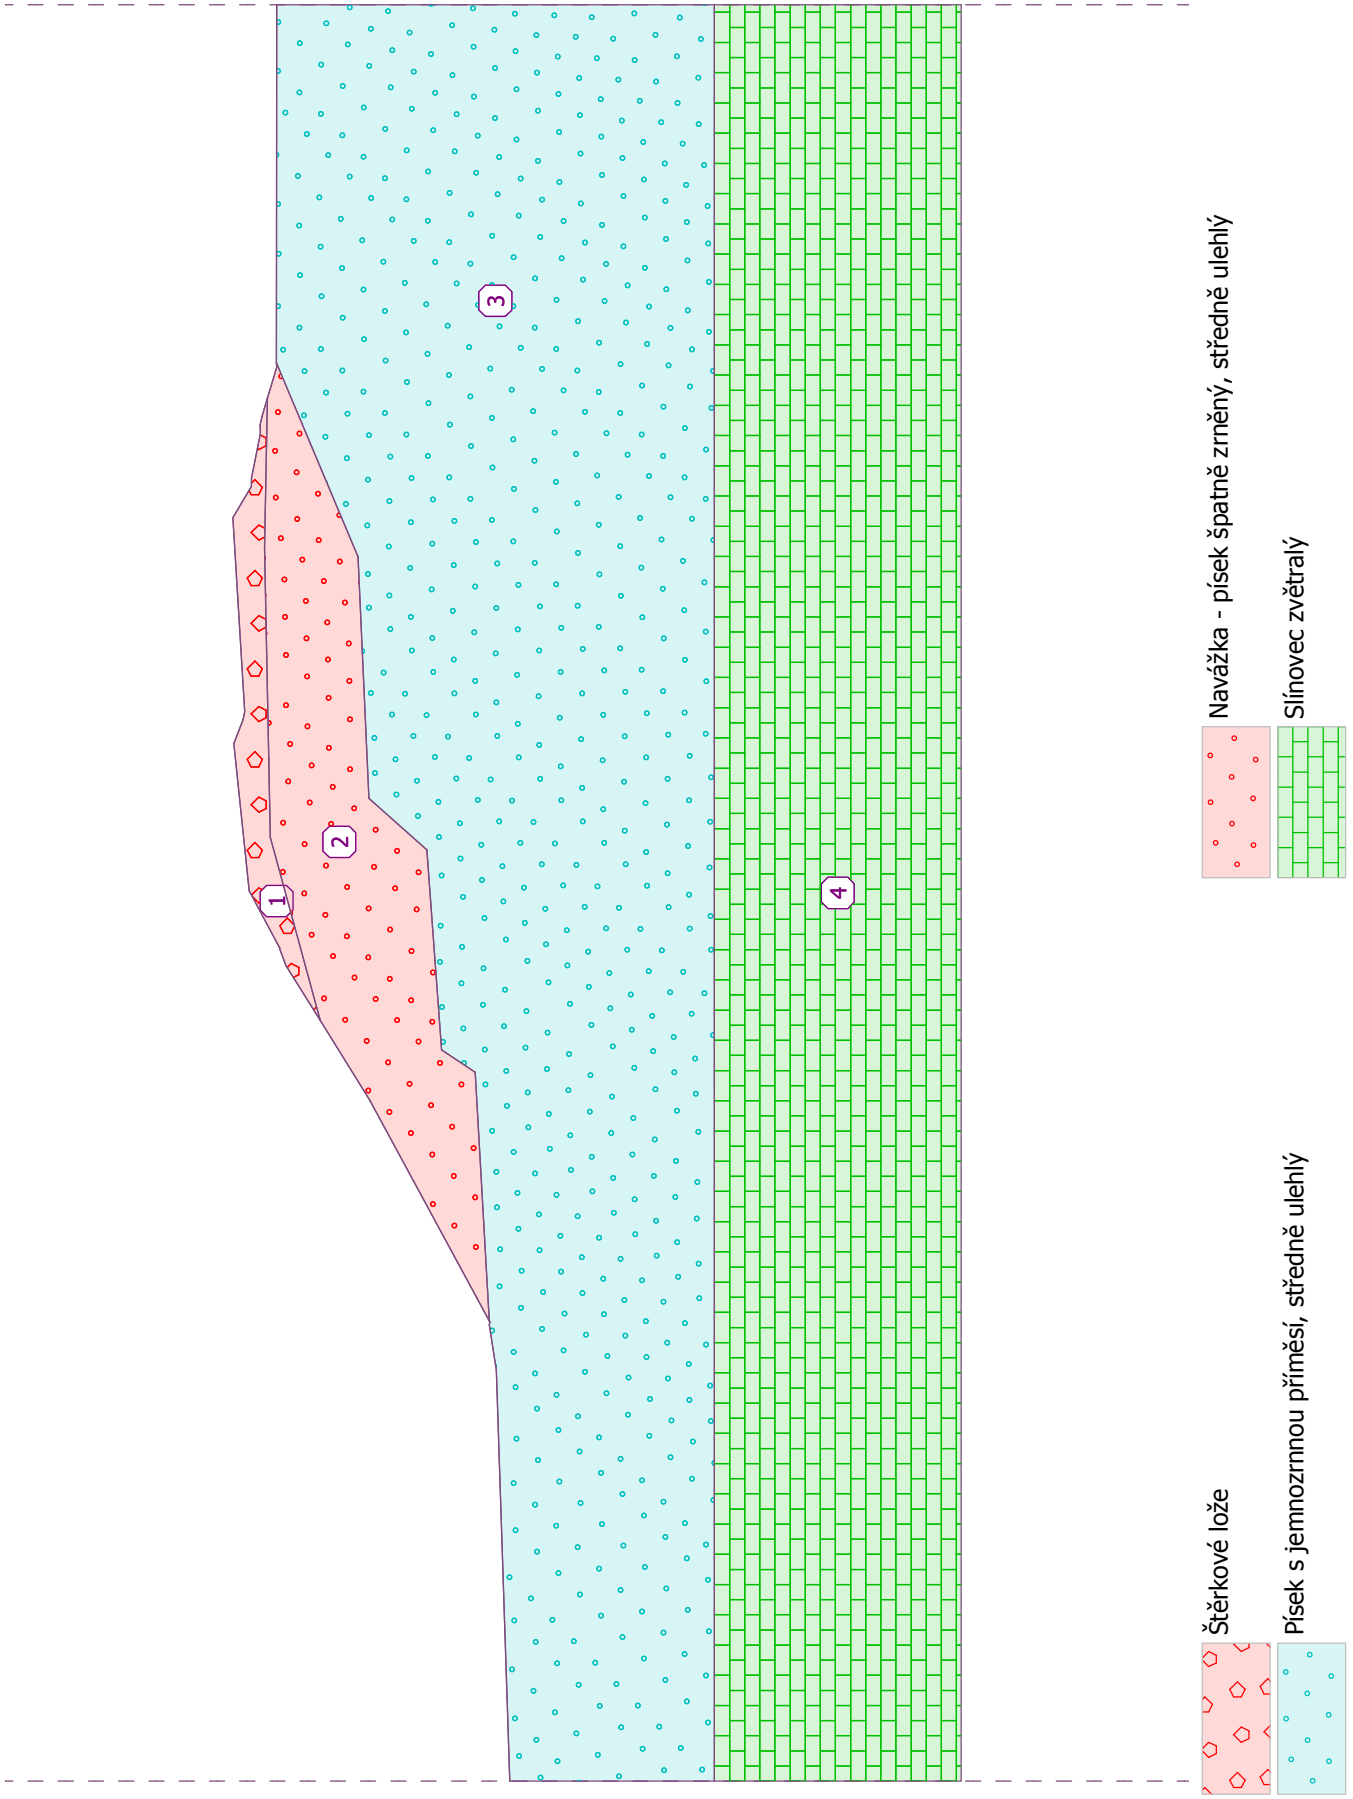 1
2
3
4
Štěrkové lože
Navážka - písek špatně zrněný, středně ulehlý
Písek s jemnozrnnou příměsí, středně ulehlý
Slínovec zvětralý